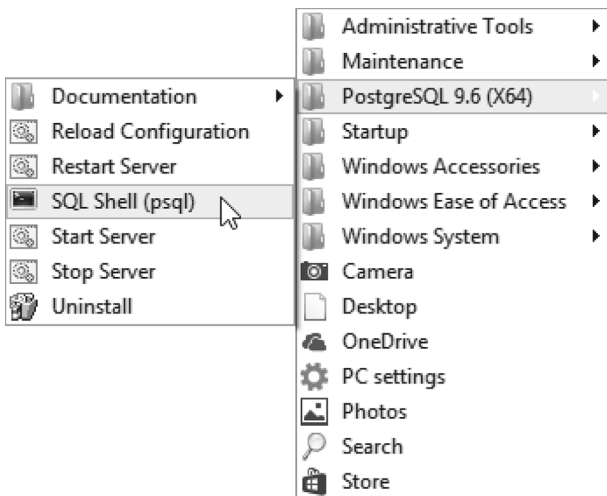 Administrative Tools
Maintenance
PostgreSQL 9.6 (X64)
Startup
Windows Accessories
Windows Ease of Access
Windows System
Camera
Desktop
OneDrive
PC settings
Photos
Search
Store
Documentation
Reload Configuration
Restart Server
SQL Shell (psql)
Start Server
Stop Server
Uninstall